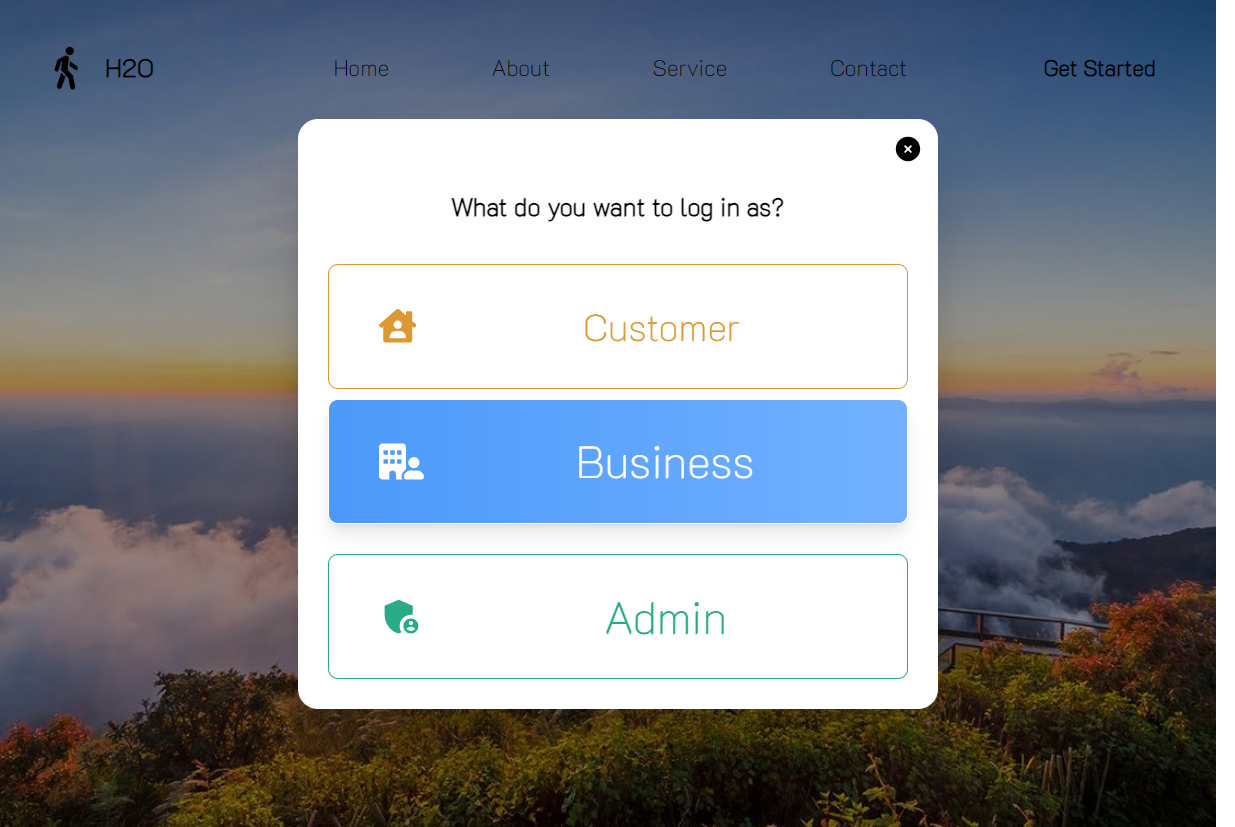 H2O
Home
About
Service
Contact
Get Started
What do you want to log in as?
Customer
Business
Admin